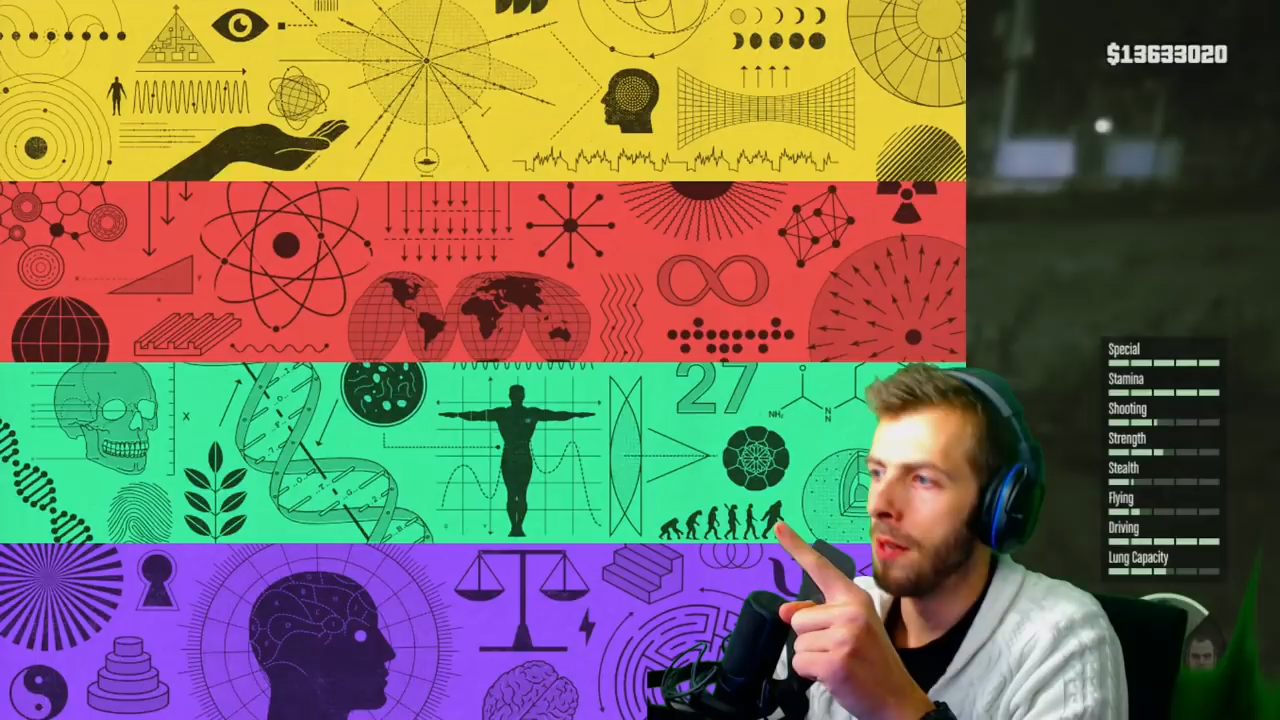 $13633020
Special
Stamina
Shooting
Strength
Stealth
Flying
Driving
Lung Capacity
X
27
NH₂
N
N
O